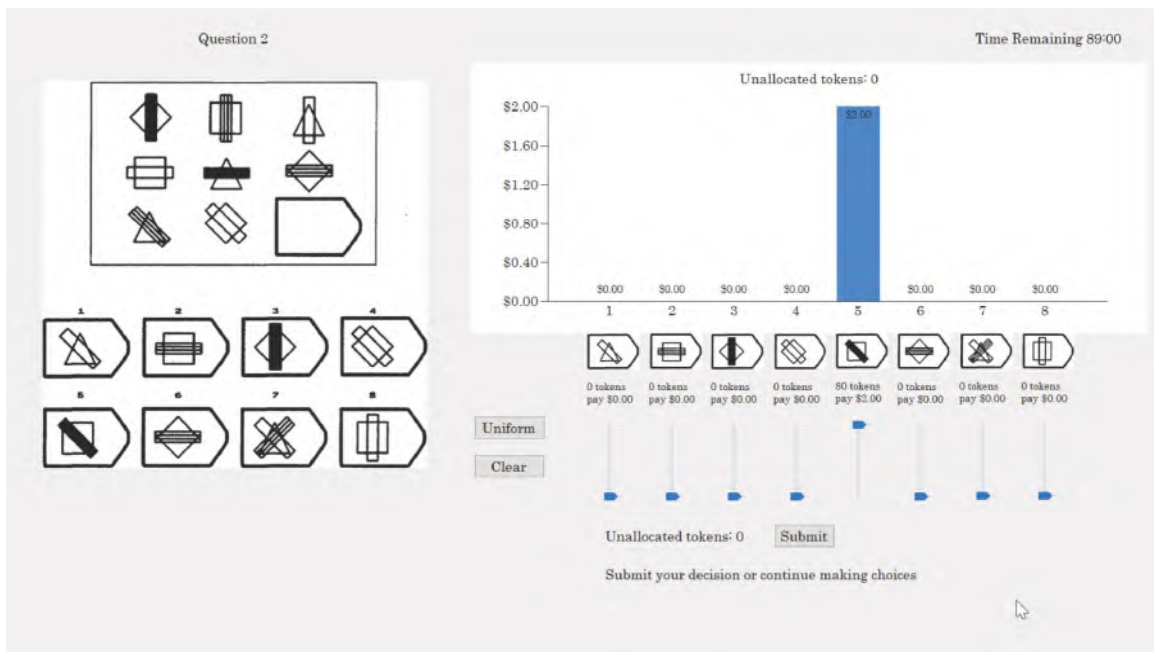 Question 2
Time Remaining 89:00
1 2 3 4
5 6 7 8
Unallocated tokens: 0
$2.00
$1.60
$1.20
$0.80
$0.40
$0.00
$0.00 $0.00 $0.00 $0.00 $2.00 $0.00 $0.00 $0.00
1 2 3 4 5 6 7 8
0 tokens 0 tokens 0 tokens 0 tokens 80 tokens 0 tokens 0 tokens 0 tokens
pay $0.00 pay $0.00 pay $0.00 pay $0.00 pay $2.00 pay $0.00 pay $0.00 pay $0.00
Uniform
Clear
Unallocated tokens: 0 Submit
Submit your decision or continue making choices